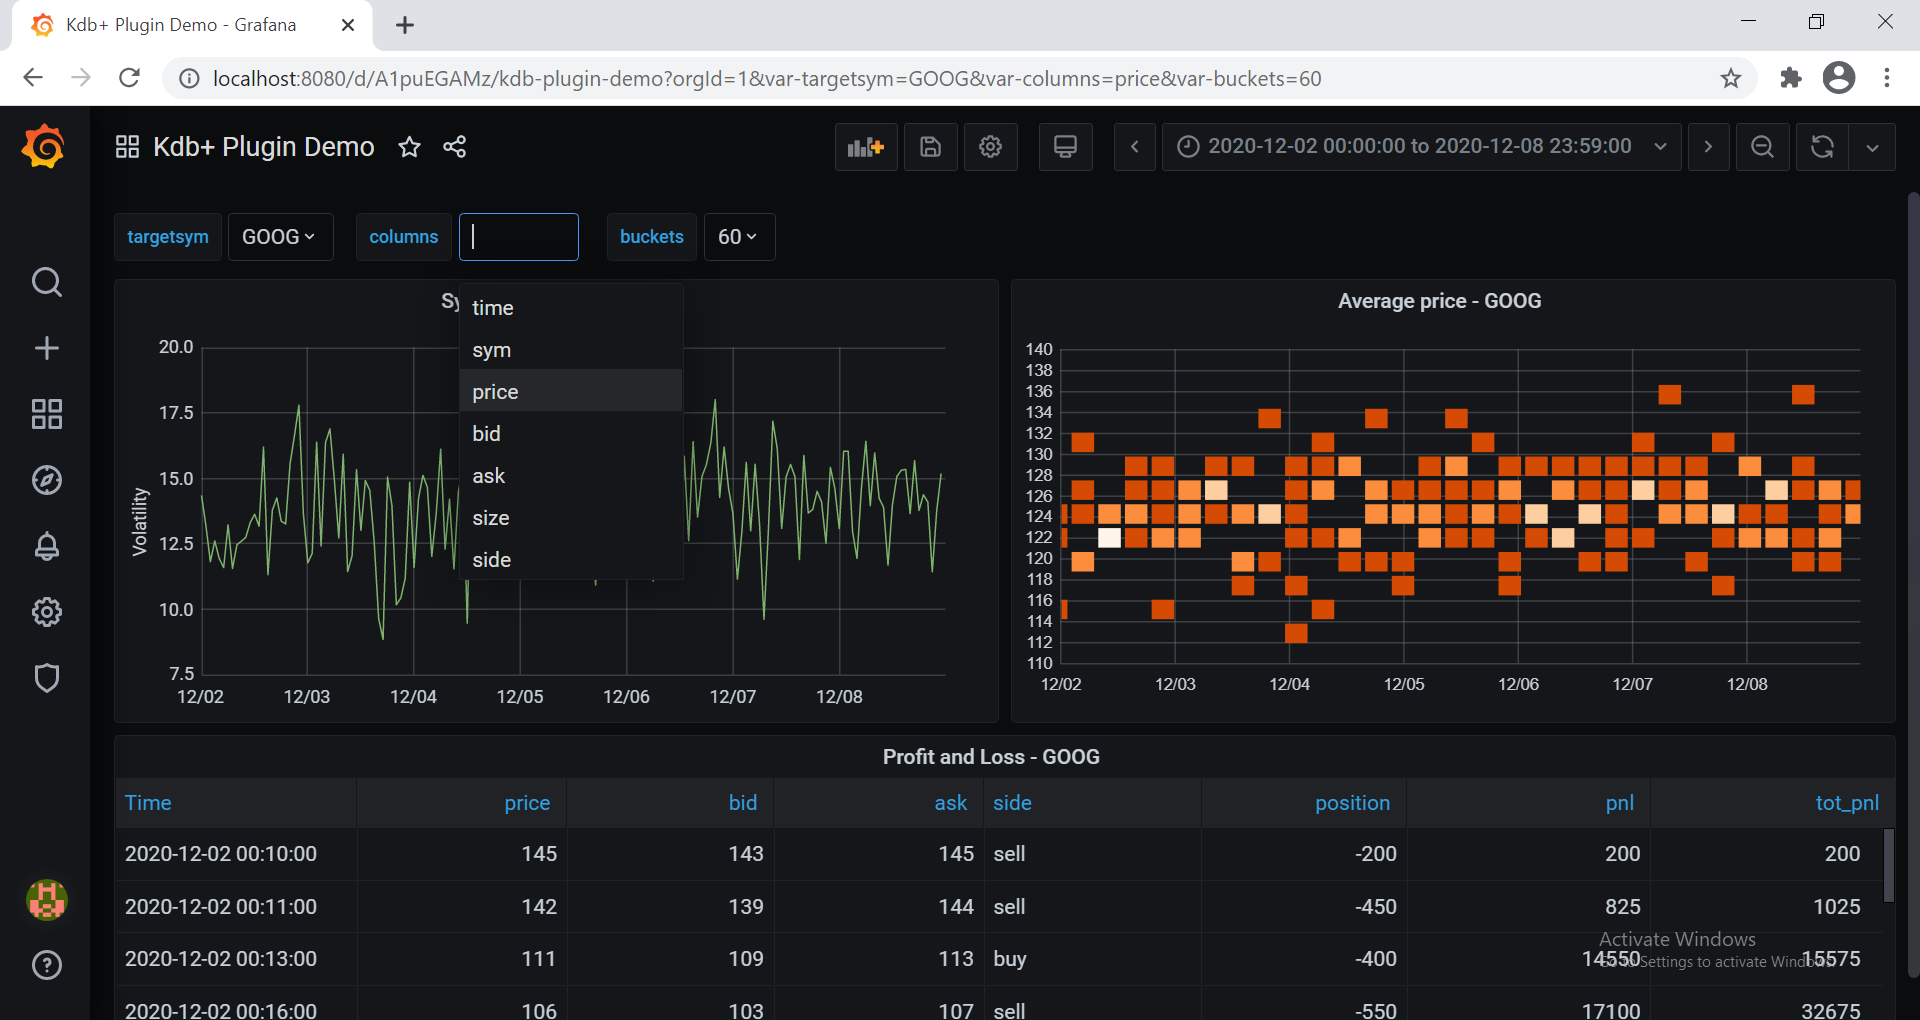 Kdb+ Plugin Demo - Grafana
localhost:8080/d/A1puEGAMz/kdb-plugin-demo?orgId=1&var-targetsym=GOOG&var-columns=price&var-buckets=60
Kdb+ Plugin Demo
2020-12-02 00:00:00 to 2020-12-08 23:59:00
targetsym GOOG columns buckets 60
time
sym
price
bid
ask
size
side
Sy
Volatility
20.0
17.5
15.0
12.5
10.0
7.5
12/02 12/03 12/04 12/05 12/06 12/07 12/08
Average price - GOOG
140
138
136
134
132
130
128
126
124
122
120
118
116
114
112
110
12/02 12/03 12/04 12/05 12/06 12/07 12/08
Profit and Loss - GOOG
Time price bid ask side position pnl tot_pnl
2020-12-02 00:10:00 145 143 145 sell -200 200 200
2020-12-02 00:11:00 142 139 144 sell -450 825 1025
2020-12-02 00:13:00 111 109 113 buy -400 14550 15575
2020-12-02 00:16:00 106 103 107 sell -550 17100 32675
Activate Windows
Go to Settings to activate Windows.